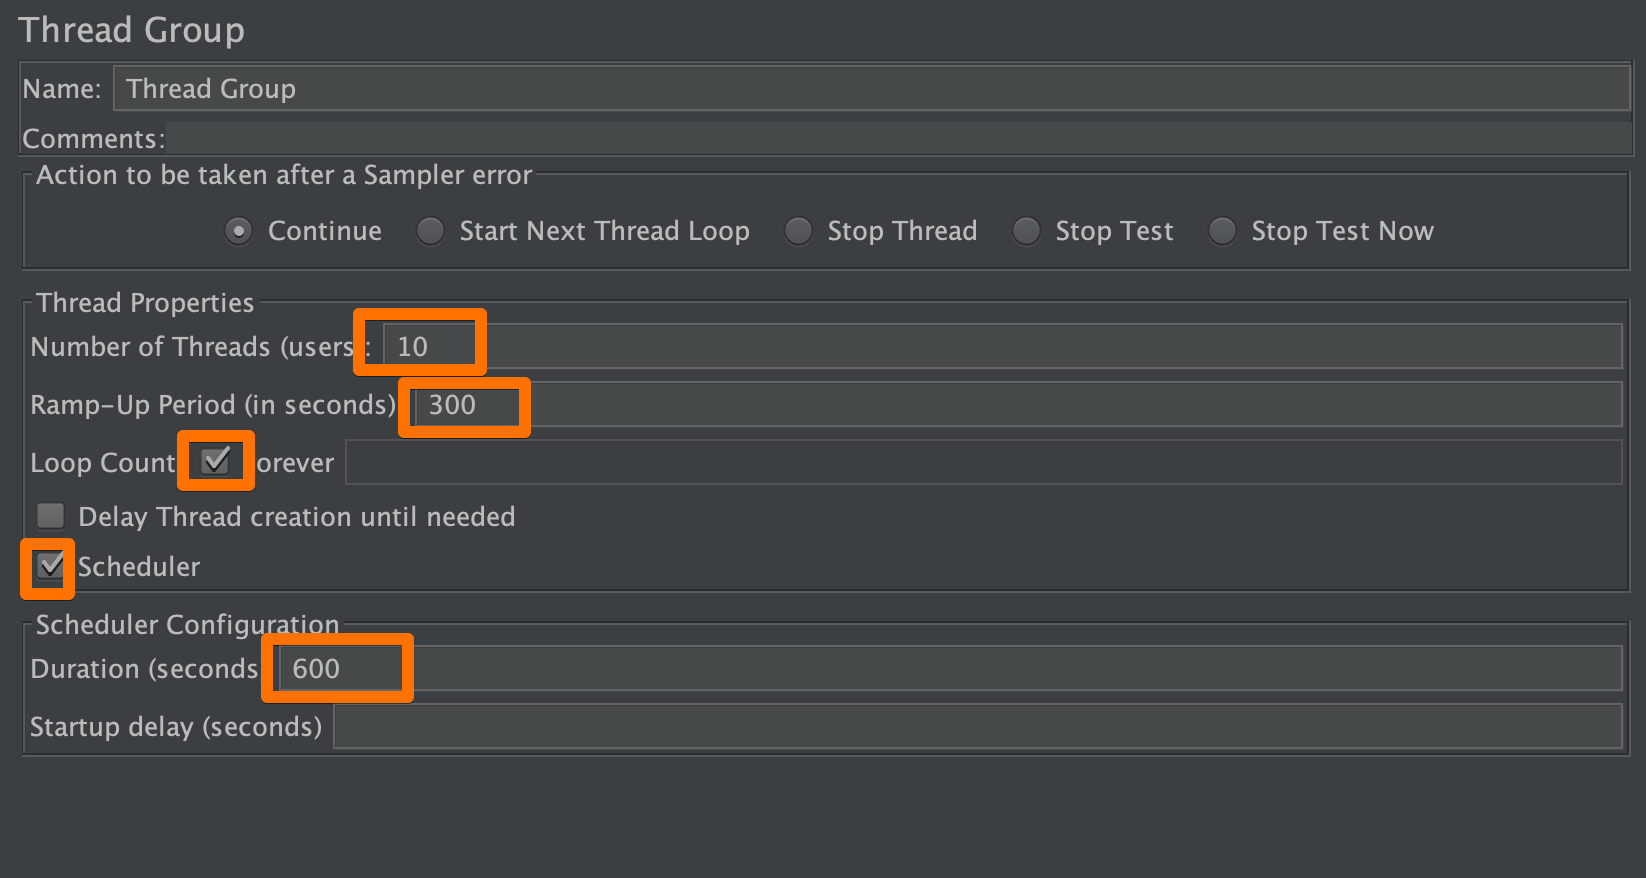 Thread Group
Name: Thread Group
Comments:
Action to be taken after a Sampler error
Continue Start Next Thread Loop Stop Thread Stop Test Stop Test Now
Thread Properties
Number of Threads (users : 10
Ramp-Up Period (in seconds) 300
Loop Count orever
Delay Thread creation until needed
Scheduler
Scheduler Configuration
Duration (seconds 600
Startup delay (seconds)